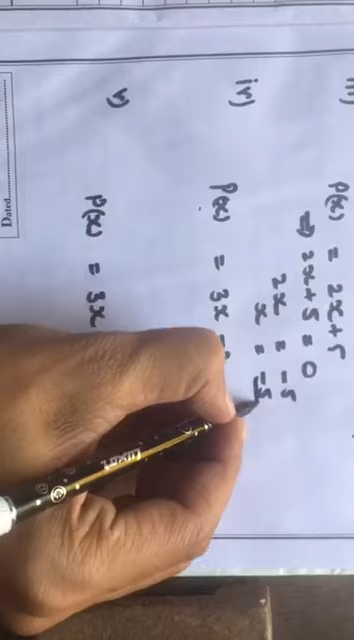 iii)
P(x) = 2x+5
⇒ 2x+5 = 0
2x = -5
x = -5
iv)
P(x) = 3x -
v)
P(x) = 3x
Dated